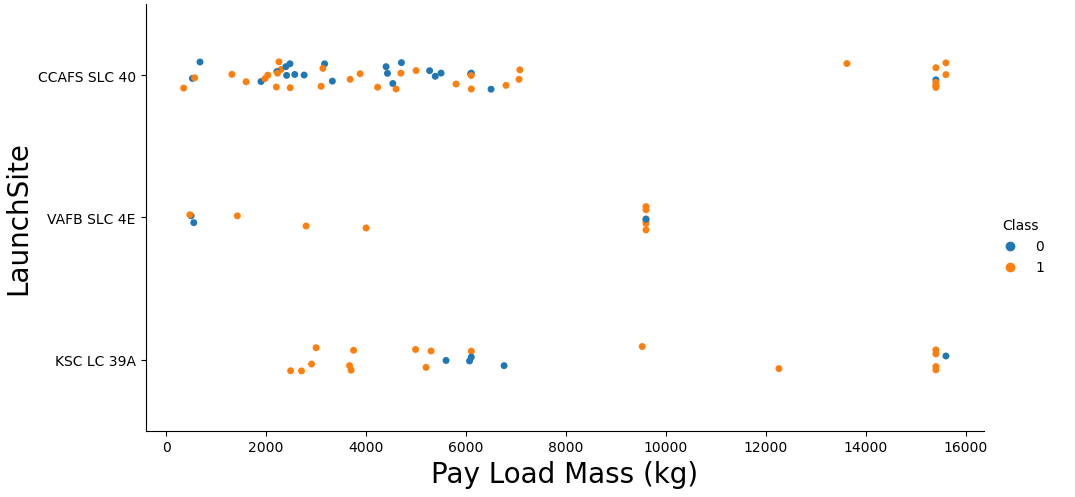 LaunchSite
CCAFS SLC 40
VAFB SLC 4E
KSC LC 39A
0 2000 4000 6000 8000 10000 12000 14000 16000
Pay Load Mass (kg)
Class
0
1